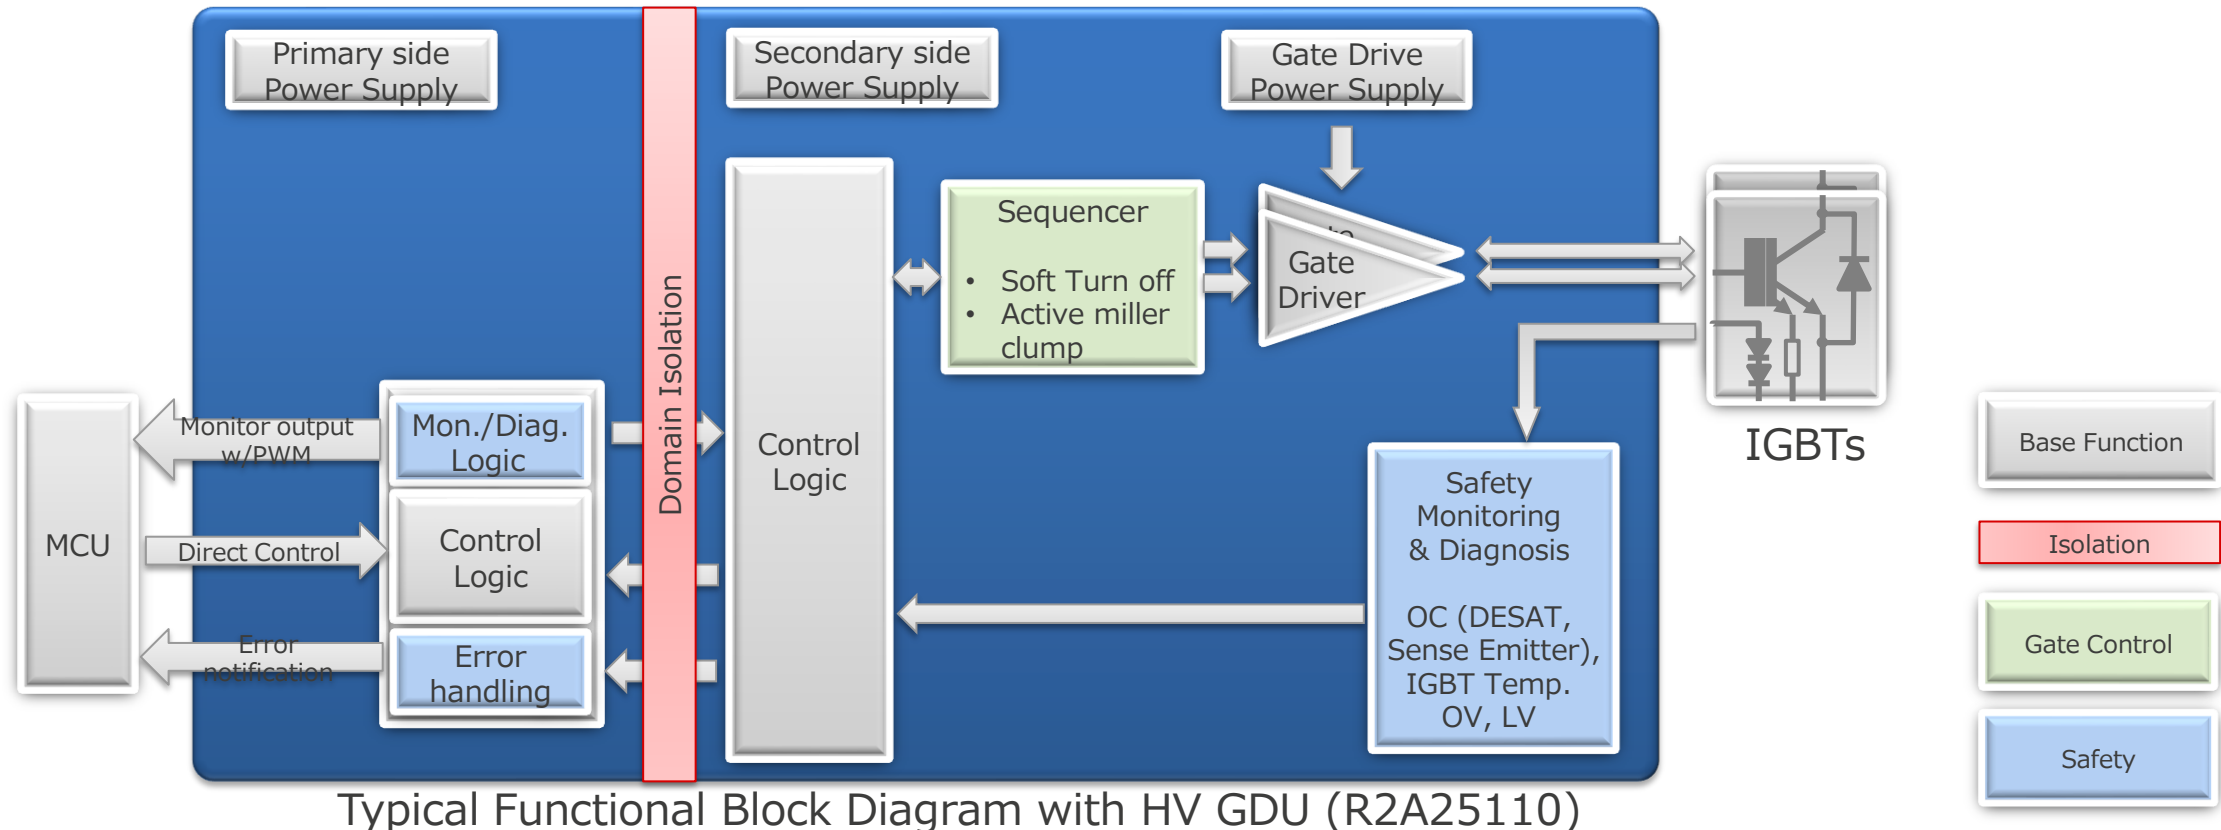 Primary side
Power Supply
Secondary side
Power Supply
Gate Drive
Power Supply
Domain Isolation
Sequencer
• Soft Turn off
• Active miller
clump
Gate
Driver
Control
Logic
MCU
Monitor output
w/PWM
Direct Control
Error
notification
Mon./Diag.
Logic
Control
Logic
Error
handling
Safety
Monitoring
& Diagnosis
OC (DESAT,
Sense Emitter),
IGBT Temp.
OV, LV
IGBTs
Base Function
Isolation
Gate Control
Safety
Typical Functional Block Diagram with HV GDU (R2A25110)